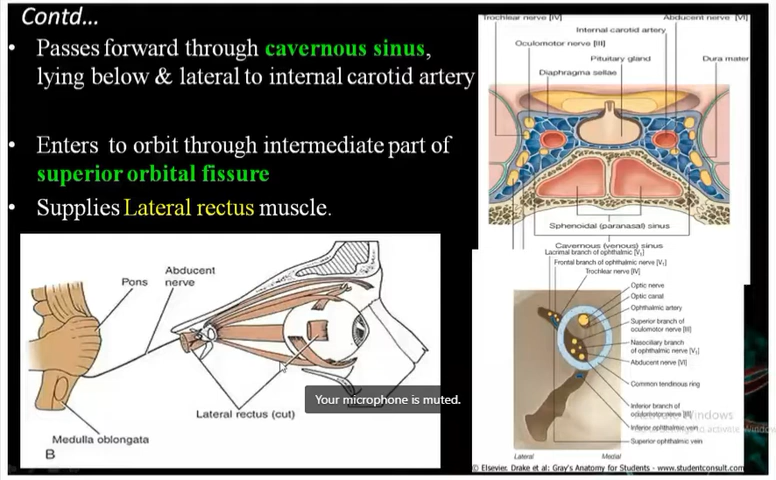 Contd...
• Passes forward through cavernous sinus,
lying below & lateral to internal carotid artery
• Enters to orbit through intermediate part of
superior orbital fissure
• Supplies Lateral rectus muscle.
Trochlear nerve [IV]
Abducent nerve [VI]
Internal carotid artery
Oculomotor nerve [III]
Pituitary gland
Dura mater
Diaphragma sellae
Sphenoidal (paranasal) sinus
Cavernous (venous) sinus
Lacrimal branch of ophthalmic [V₁]
Frontal branch of ophthalmic nerve [V₁]
Trochlear nerve [IV]
Optic nerve
Optic canal
Ophthalmic artery
Superior branch of
oculomotor nerve [III]
Nasociliary branch
of ophthalmic nerve [V₁]
Abducent nerve [VI]
Common tendinous ring
Inferior branch of
oculomotor nerve [III]
Inferior ophthalmic vein
Superior ophthalmic vein
Lateral
Medial
© Elsevier. Drake et al: Gray's Anatomy for Students - www.studentconsult.com
Pons
Abducent
nerve
Lateral rectus (cut)
Medulla oblongata
B
Your microphone is muted.
Windows
to activate Windows